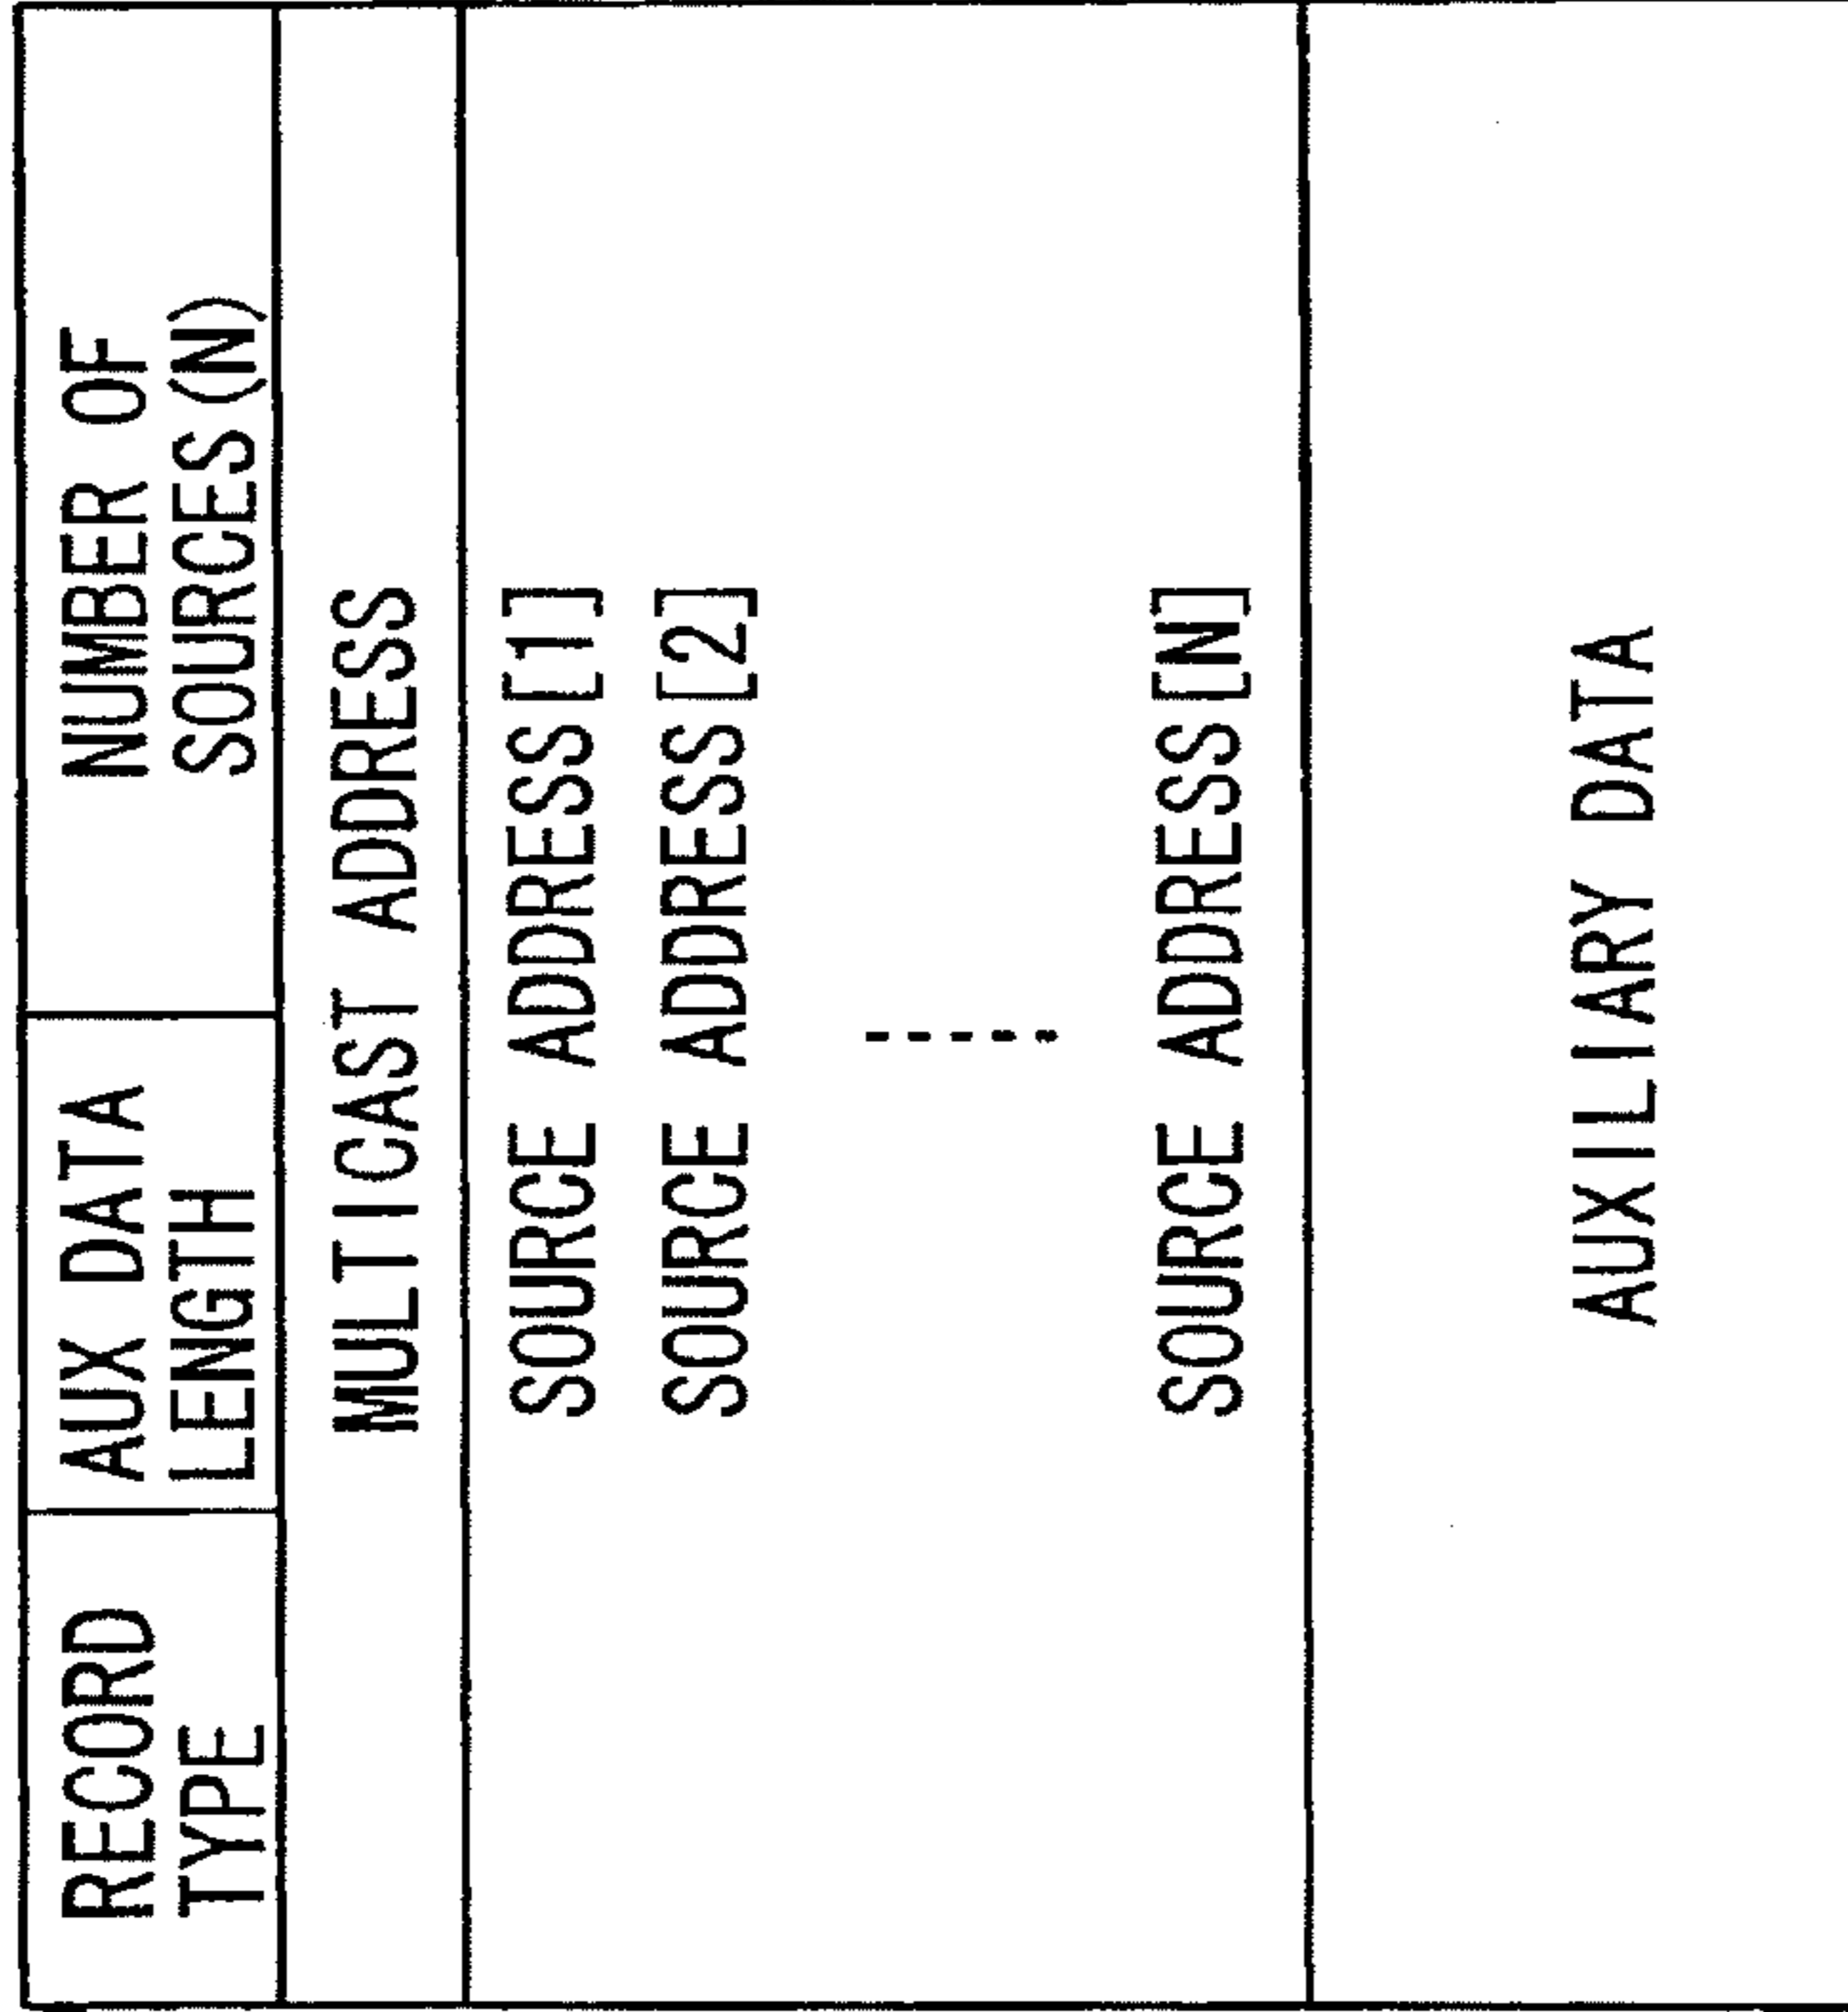 RECORD
TYPE
AUX DATA
LENGTH
NUMBER OF
SOURCES(N)
MULTICAST ADDRESS
SOURCE ADDRESS[1]
SOURCE ADDRESS[2]
SOURCE ADDRESS[N]
AUXILIARY DATA